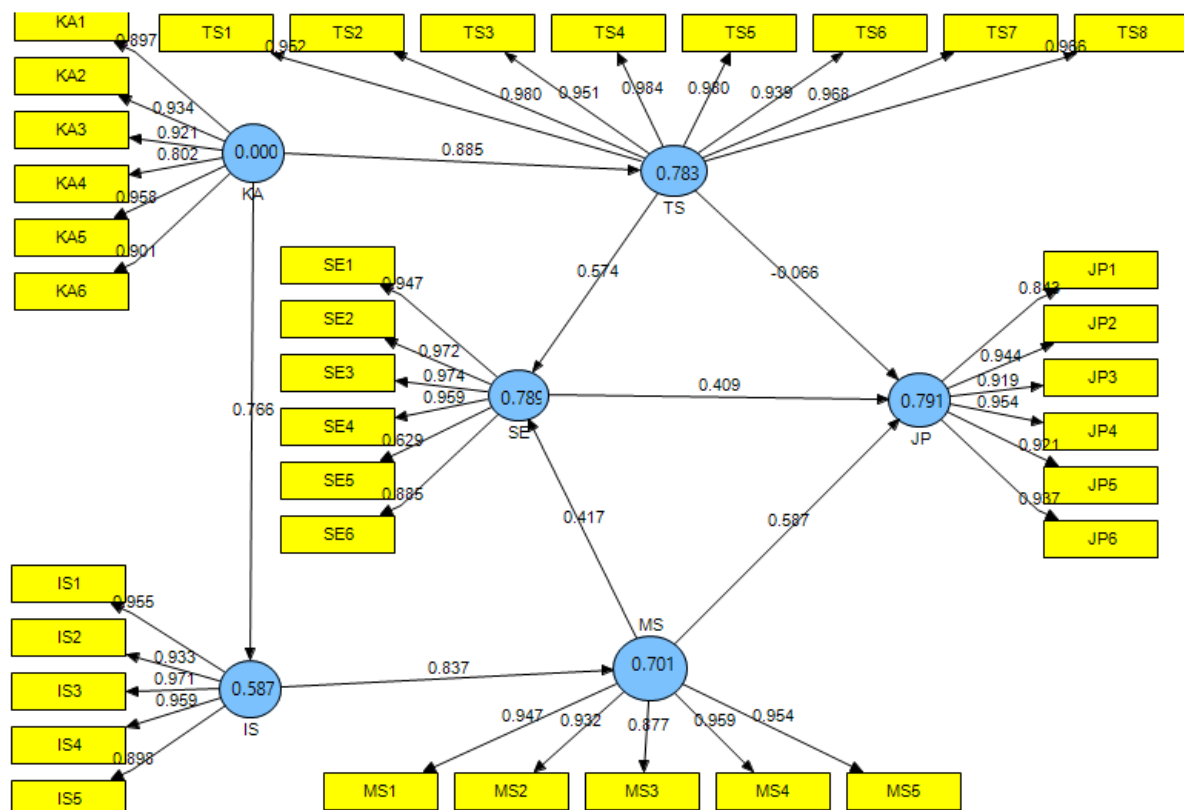 KA1
KA2
KA3
KA4
KA5
KA6
0.897
0.934
0.921
0.802
0.958
0.901
0.000
KA
TS1
TS2
TS3
TS4
TS5
TS6
TS7
TS8
0.952
0.980
0.951
0.984
0.980
0.939
0.968
0.966
0.885
0.783
TS
0.574
-0.066
0.766
SE1
SE2
SE3
SE4
SE5
SE6
0.947
0.972
0.974
0.959
0.629
0.885
0.789
SE
0.409
JP1
JP2
JP3
JP4
JP5
JP6
0.843
0.944
0.919
0.954
0.921
0.937
0.791
JP
0.417
0.587
IS1
IS2
IS3
IS4
IS5
0.955
0.933
0.971
0.959
0.898
0.587
IS
0.837
MS
0.701
0.947
0.932
0.877
0.959
0.954
MS1
MS2
MS3
MS4
MS5